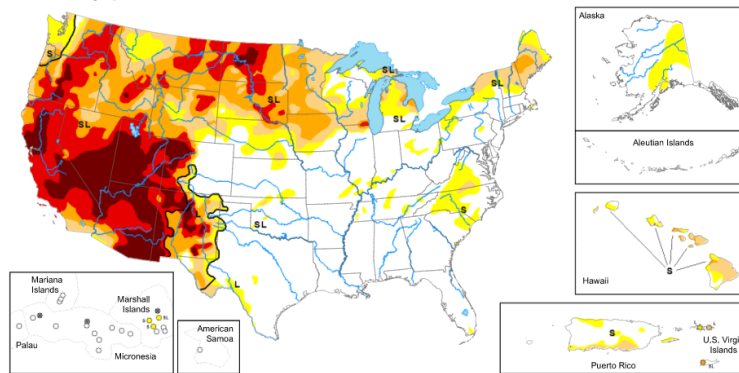 Alaska
Aleutian Islands
Hawaii
S
S
SL
SL
SL
SL
SL
S
SL
L
L
Mariana
Islands
Marshall
Islands
Palau
Micronesia
American
Samoa
S
Puerto Rico
U.S. Virgi
Islands